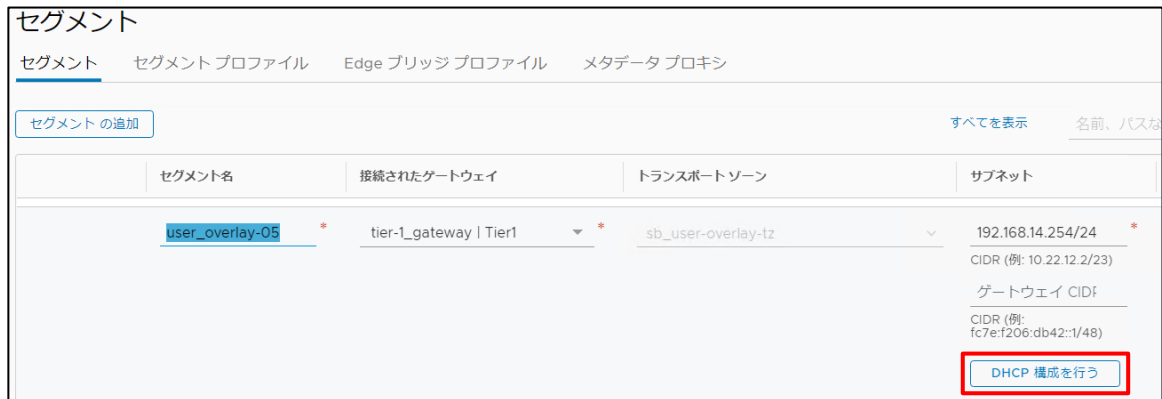 セグメント
セグメント セグメント プロファイル Edge ブリッジ プロファイル メタデータ プロキシ
セグメント の追加 すべてを表示 名前、パスな
セグメント名 接続されたゲートウェイ トランスポート ゾーン サブネット
user_overlay-05 * tier-1_gateway | Tier1 * sb_user-overlay-tz 192.168.14.254/24 *
CIDR (例: 10.22.12.2/23)
ゲートウェイ CIDF
CIDR (例:
fc7e:f206:db42::1/48)
DHCP 構成を行う